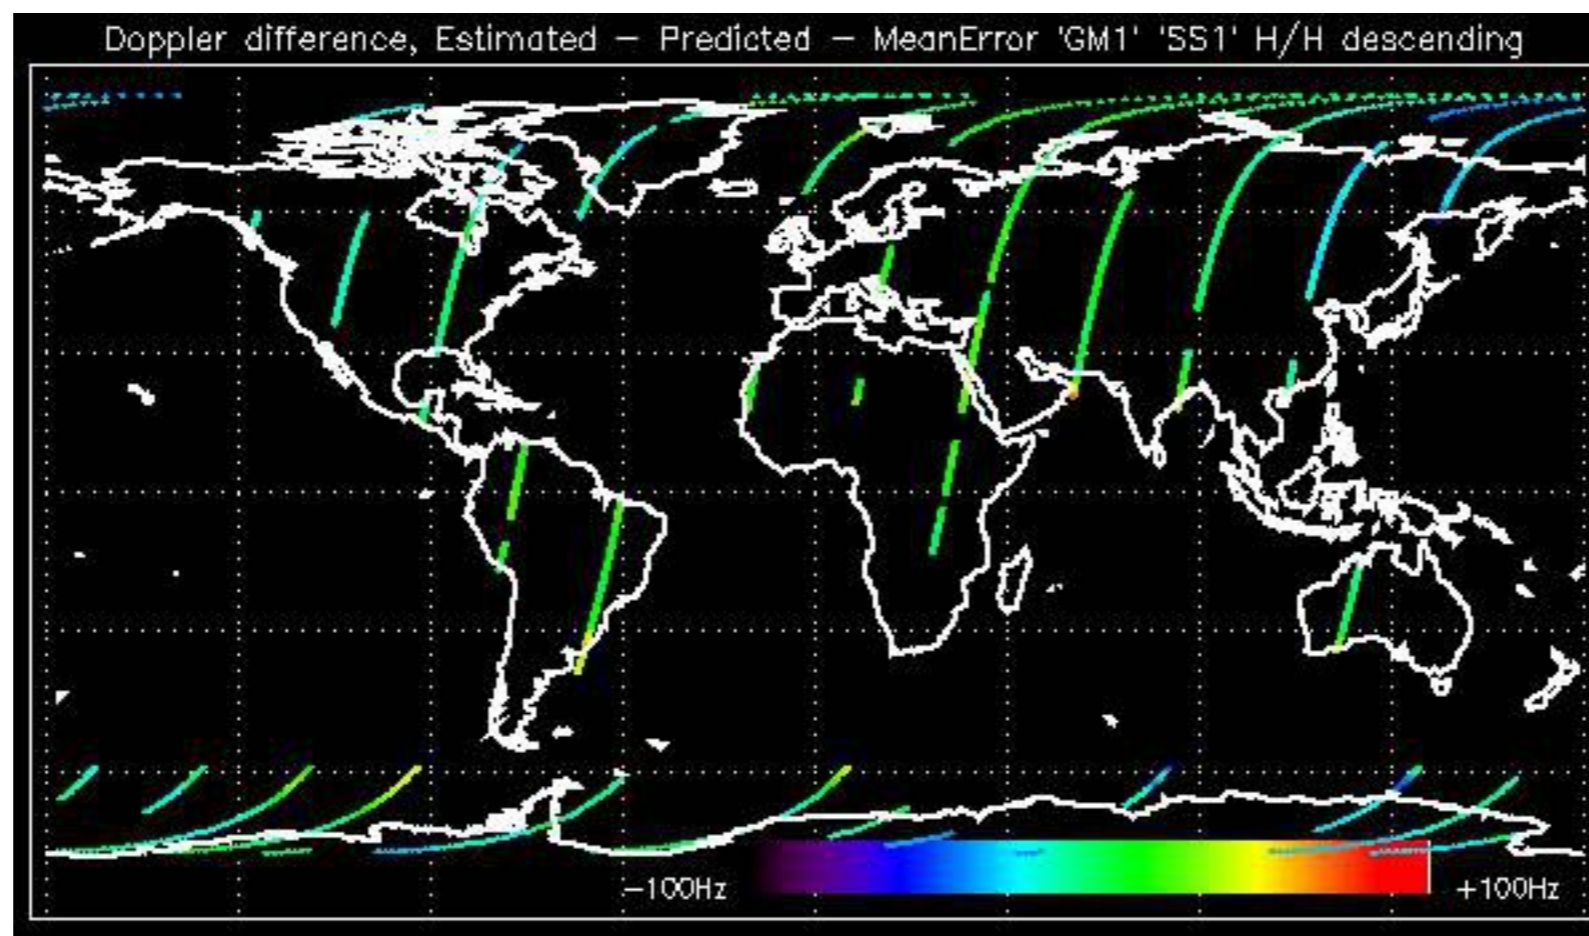 Doppler difference, Estimated – Predicted – MeanError 'GM1' 'SS1' H/H descending
-100Hz
+100Hz